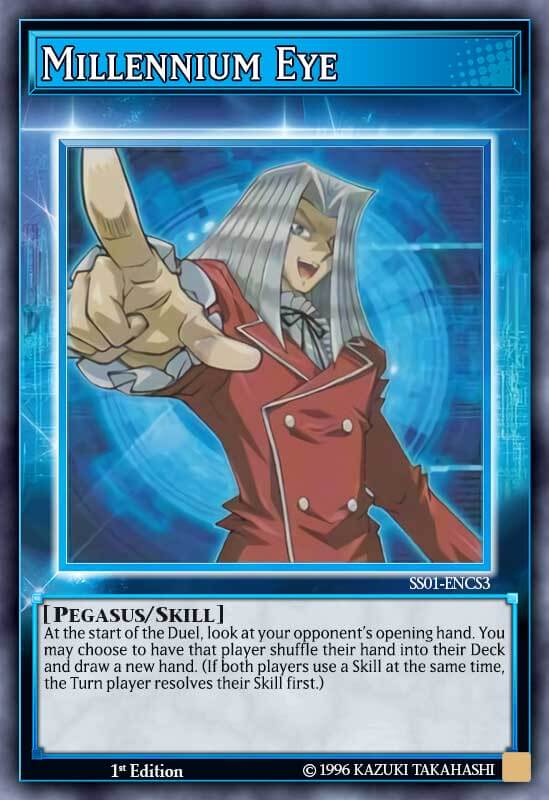 Millennium Eye
SS01-ENCS3
[Pegasus/Skill]
At the start of the Duel, look at your opponent's opening hand. You
may choose to have that player shuffle their hand into their Deck
and draw a new hand. (If both players use a Skill at the same time,
the Turn player resolves their Skill first.)
1st Edition
© 1996 KAZUKI TAKAHASHI